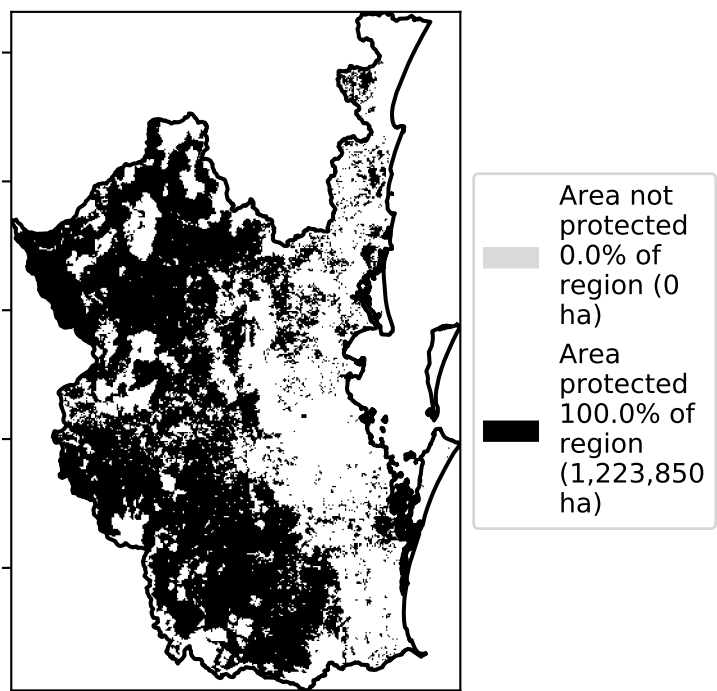 Area not
protected
0.0% of
region (0
ha)
Area
protected
100.0% of
region
(1,223,850
ha)